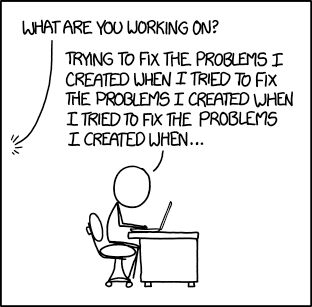 WHAT ARE YOU WORKING ON?
TRYING TO FIX THE PROBLEMS I
CREATED WHEN I TRIED TO FIX
THE PROBLEMS I CREATED WHEN
I TRIED TO FIX THE PROBLEMS
I CREATED WHEN...